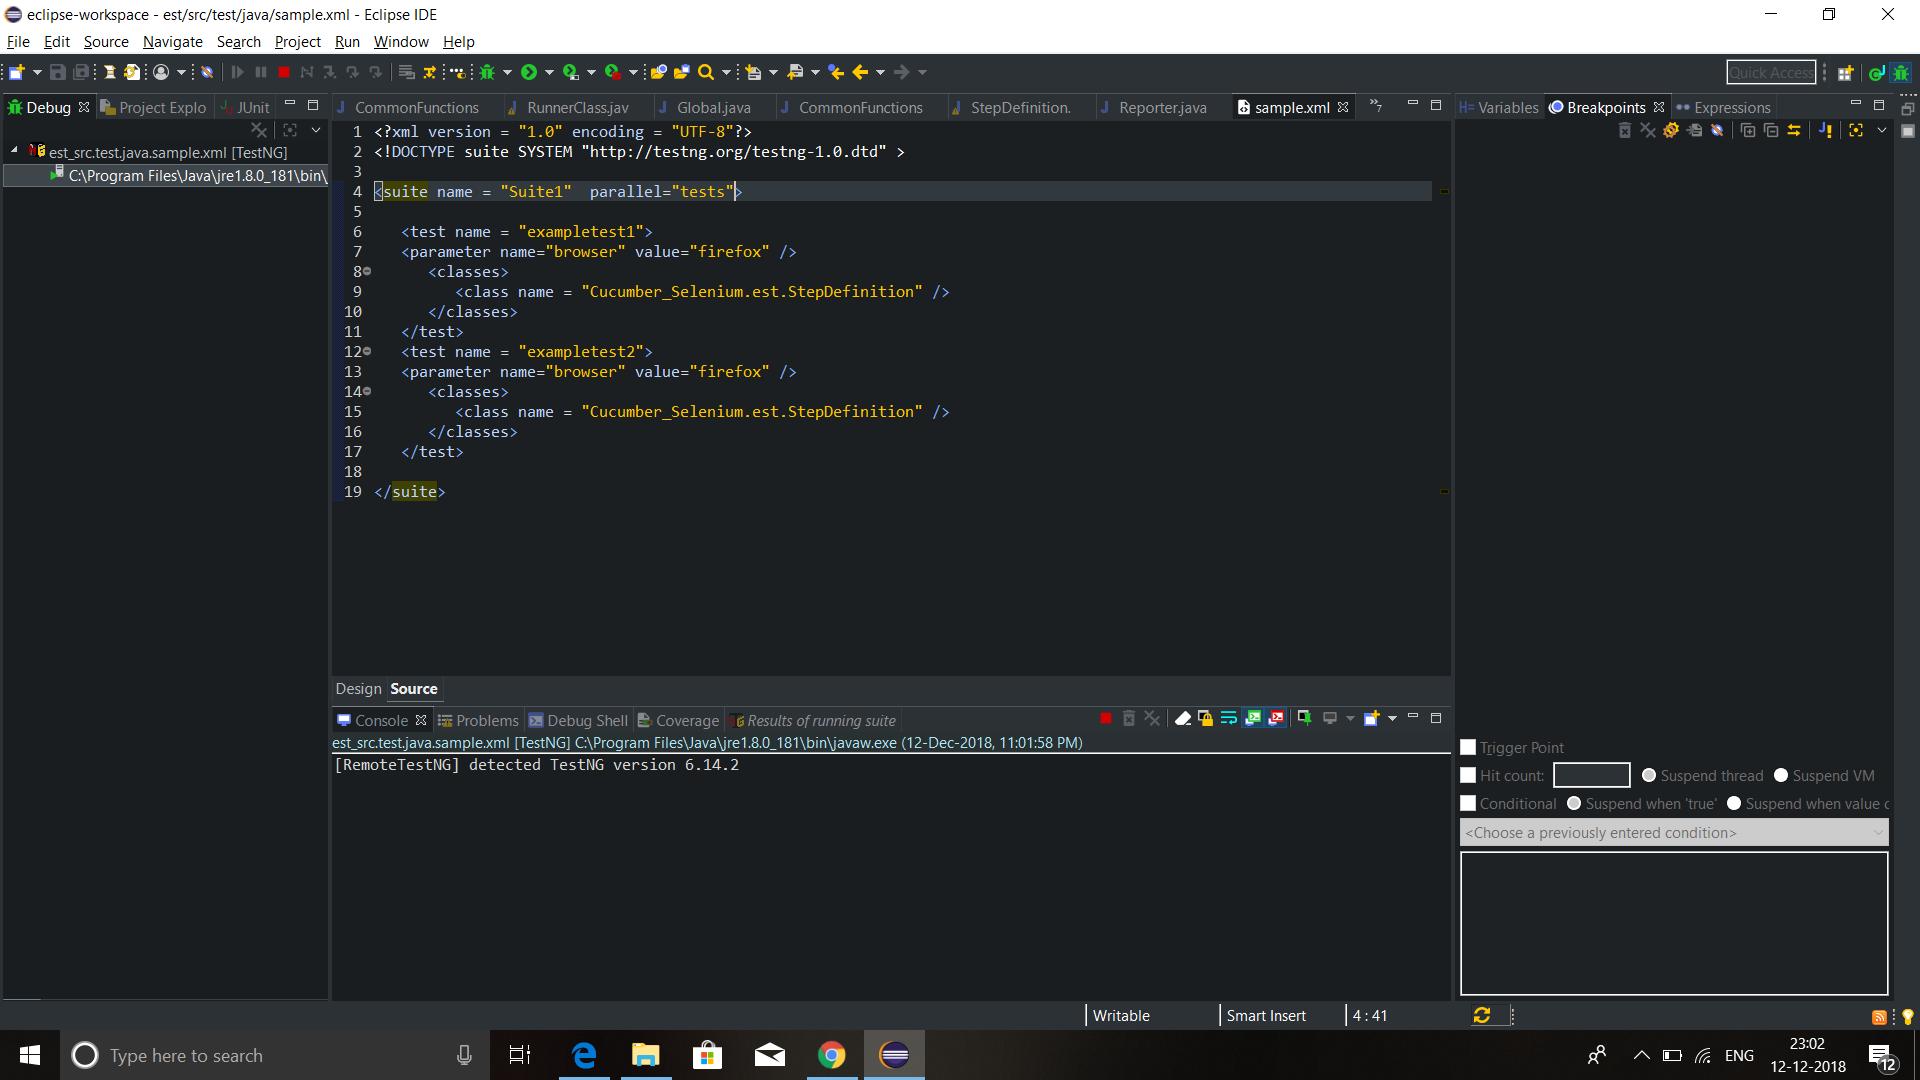 eclipse-workspace - est/src/test/java/sample.xml - Eclipse IDE
File Edit Source Navigate Search Project Run Window Help
Quick Access
Debug Project Explo JUnit
CommonFunctions RunnerClass.jav Global.java CommonFunctions StepDefinition. Reporter.java sample.xml »7
Variables Breakpoints Expressions
est_src.test.java.sample.xml [TestNG]
C:\Program Files\Java\jre1.8.0_181\bin\
1 <?xml version = "1.0" encoding = "UTF-8"?>
2 <!DOCTYPE suite SYSTEM "http://testng.org/testng-1.0.dtd" >
3
4 <suite name = "Suite1"  parallel="tests">
5
6    <test name = "exampletest1">
7    <parameter name="browser" value="firefox" />
8       <classes>
9          <class name = "Cucumber_Selenium.est.StepDefinition" />
10       </classes>
11    </test>
12    <test name = "exampletest2">
13    <parameter name="browser" value="firefox" />
14       <classes>
15          <class name = "Cucumber_Selenium.est.StepDefinition" />
16       </classes>
17    </test>
18
19 </suite>
Design Source
Console Problems Debug Shell Coverage Results of running suite
est_src.test.java.sample.xml [TestNG] C:\Program Files\Java\jre1.8.0_181\bin\javaw.exe (12-Dec-2018, 11:01:58 PM)
[RemoteTestNG] detected TestNG version 6.14.2
Trigger Point
Hit count: Suspend thread Suspend VM
Conditional Suspend when 'true' Suspend when value c
<Choose a previously entered condition>
Writable Smart Insert 4 : 41
Type here to search
ENG
23:02
12-12-2018
12